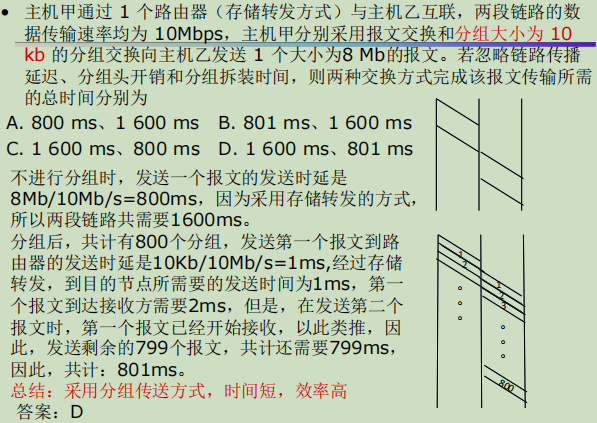 • 主机甲通过 1 个路由器（存储转发方式）与主机乙互联，两段链路的数
据传输速率均为 10Mbps，主机甲分别采用报文交换和分组大小为 10
kb 的分组交换向主机乙发送 1 个大小为8 Mb的报文。若忽略链路传播
延迟、分组头开销和分组拆装时间，则两种交换方式完成该报文传输所需
的总时间分别为
A. 800 ms、1 600 ms   B. 801 ms、1 600 ms
C. 1 600 ms、800 ms   D. 1 600 ms、801 ms
不进行分组时，发送一个报文的发送时延是
8Mb/10Mb/s=800ms，因为采用存储转发的方式，
所以两段链路共需要1600ms。
分组后，共计有800个分组，发送第一个报文到路
由器的发送时延是10Kb/10Mb/s=1ms,经过存储
转发，到目的节点所需要的发送时间为1ms，第一
个报文到达接收方需要2ms，但是，在发送第二个
报文时，第一个报文已经开始接收，以此类推，因
此，发送剩余的799个报文，共计还需要799ms，
因此，共计：801ms。
总结：采用分组传送方式，时间短，效率高
答案：D
1
2
1
2
3
800